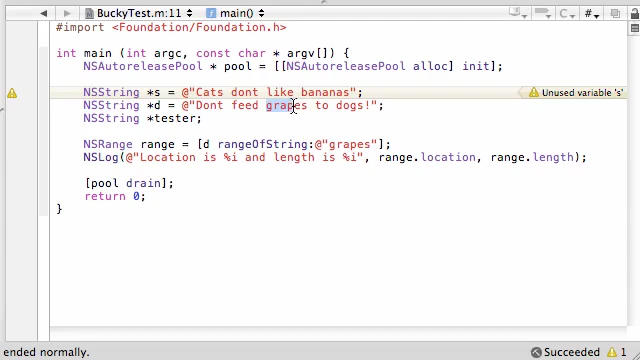 BuckyTest.m:11 main() # C
#import <Foundation/Foundation.h>
int main (int argc, const char * argv[]) {
NSAutoreleasePool * pool = [[NSAutoreleasePool alloc] init];
NSString *s = @"Cats dont like bananas"; Unused variable 's'
NSString *d = @"Dont feed grapes to dogs!";
NSString *tester;
NSRange range = [d rangeOfString:@"grapes"];
NSLog(@"Location is %i and length is %i", range.location, range.length);
[pool drain];
return 0;
}
ended normally. Succeeded 1